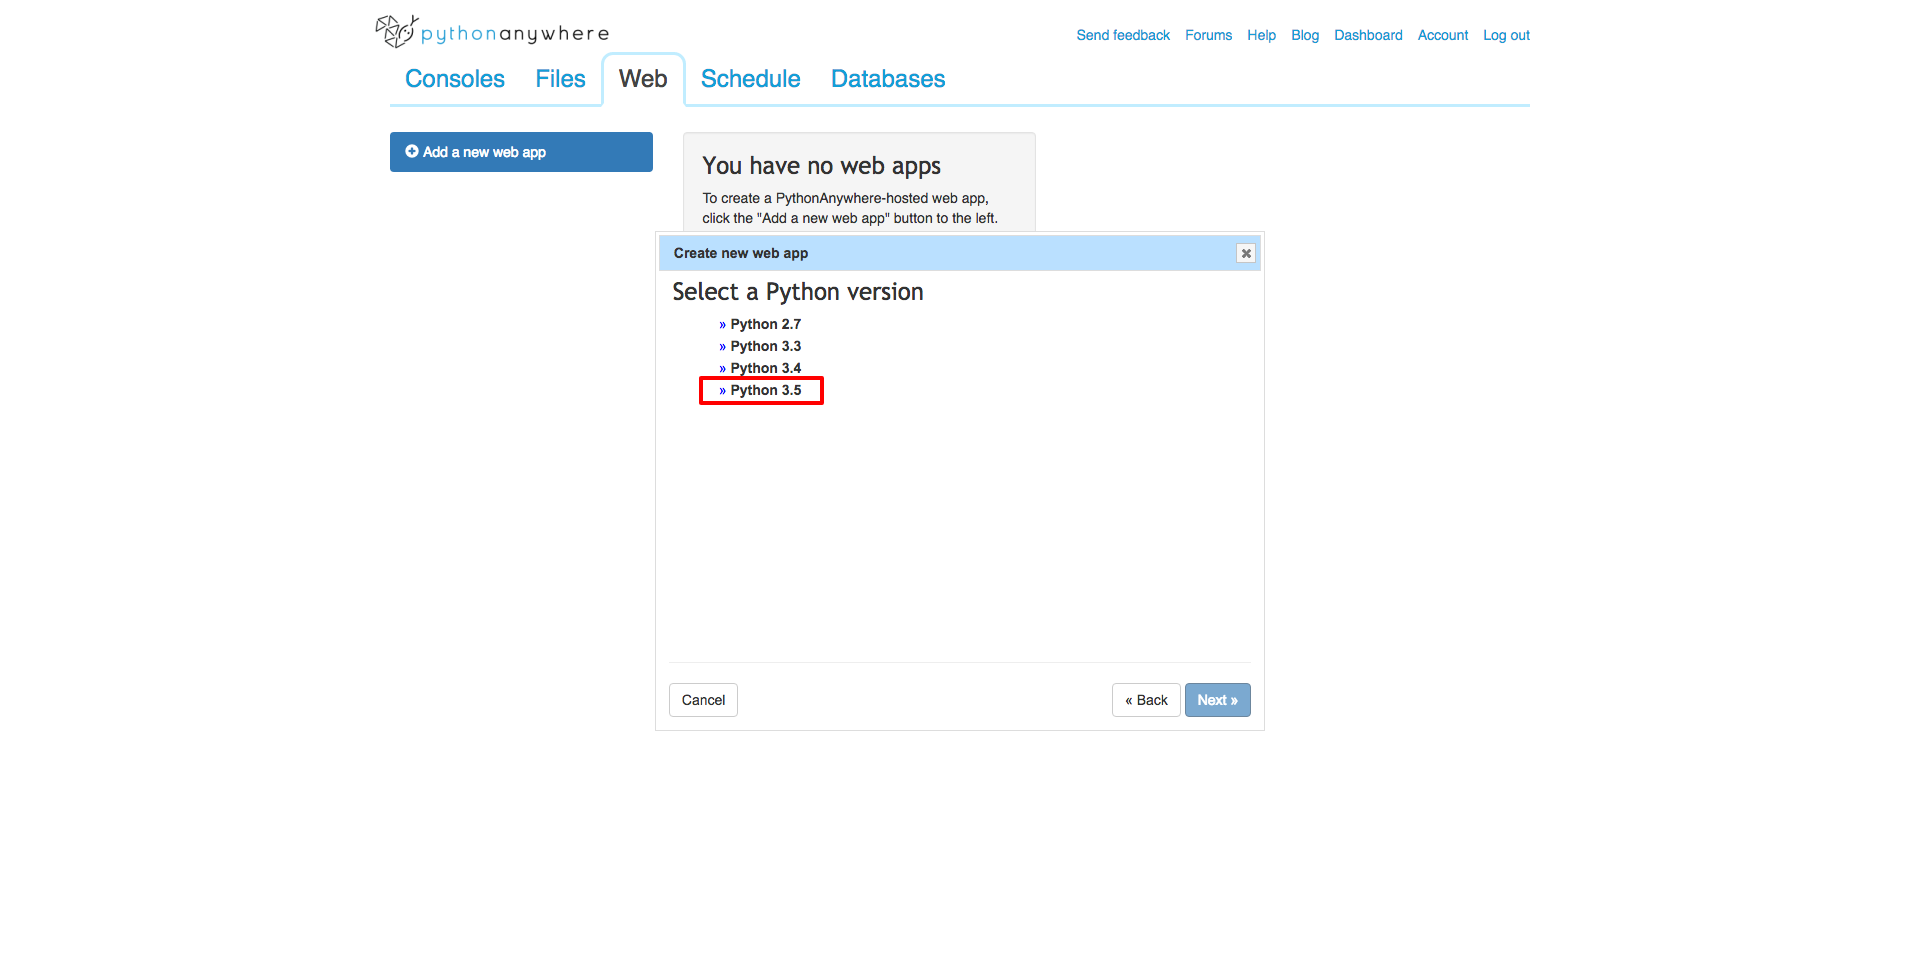 pythonanywhere
Send feedback Forums Help Blog Dashboard Account Log out
Consoles Files Web Schedule Databases
Add a new web app
You have no web apps
To create a PythonAnywhere-hosted web app,
click the "Add a new web app" button to the left.
Create new web app
Select a Python version
» Python 2.7
» Python 3.3
» Python 3.4
» Python 3.5
Cancel
« Back
Next »